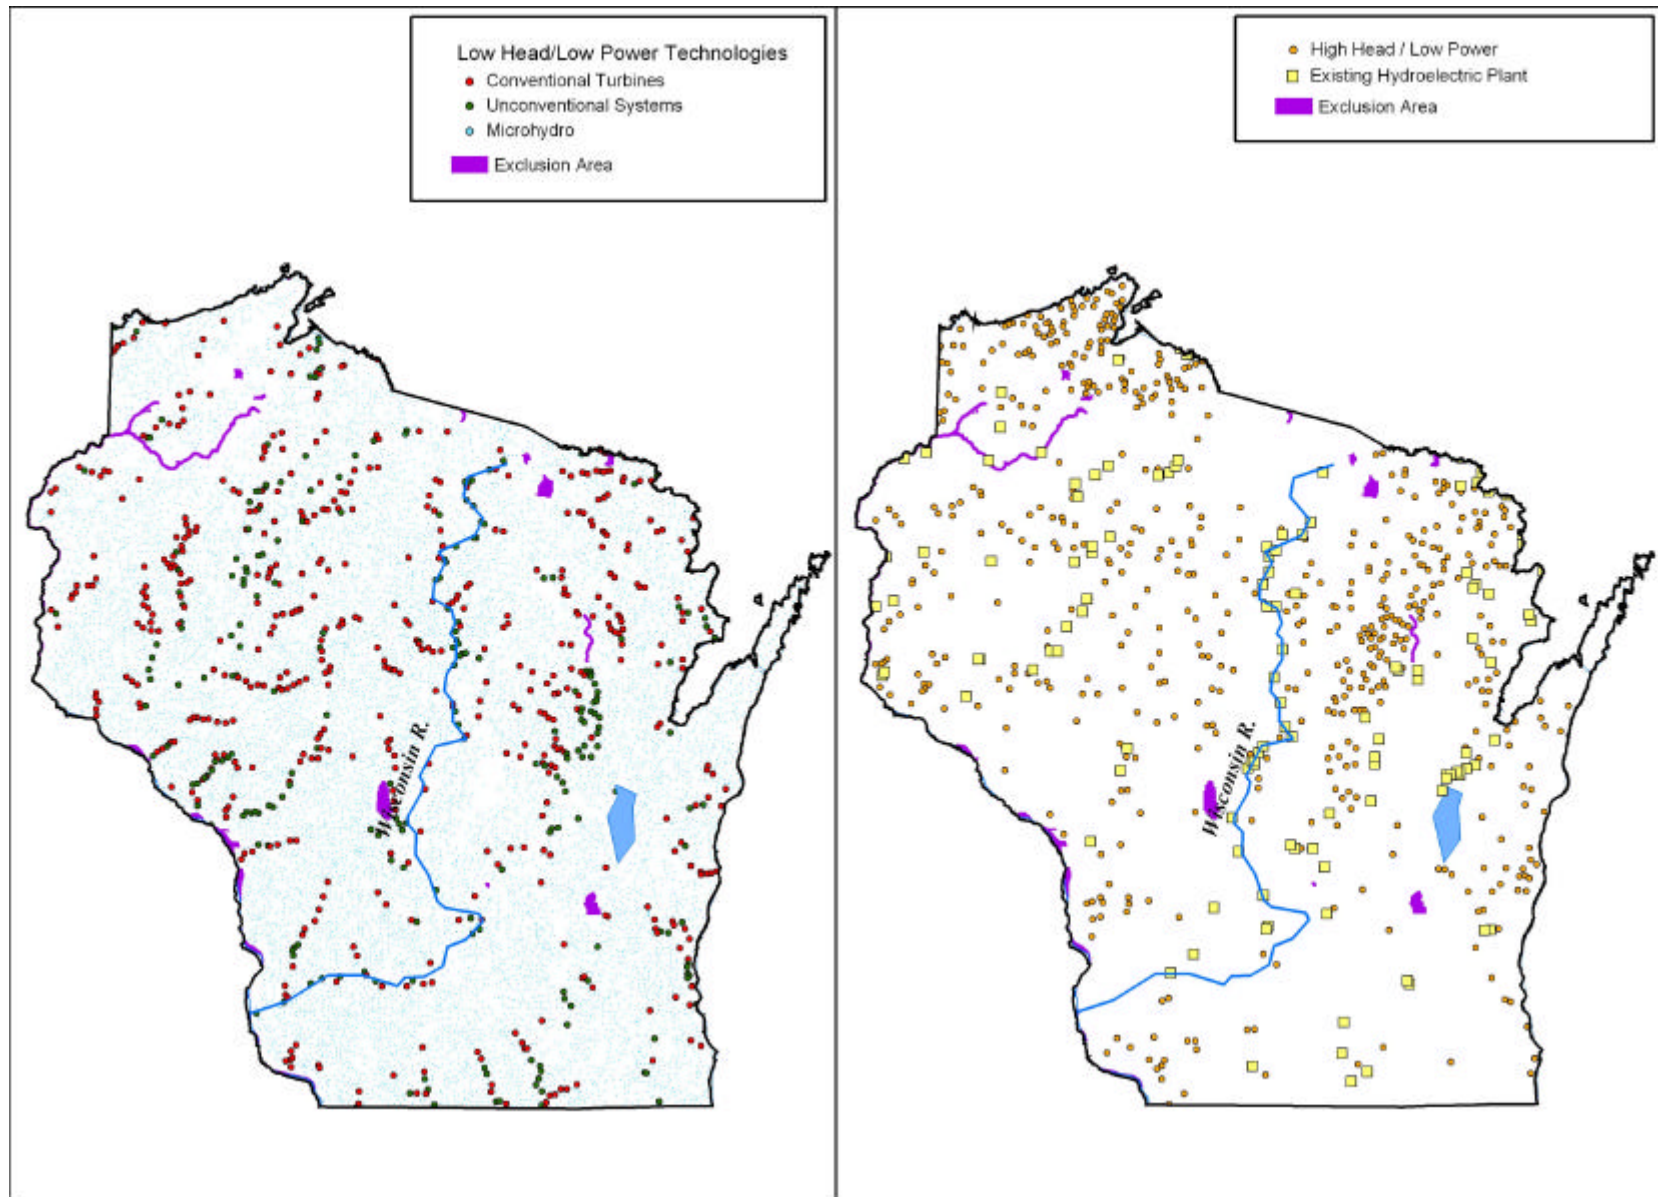 Low Head/Low Power Technologies
Conventional Turbines
Unconventional Systems
Microhydro
Exclusion Area
Wisconsin R.
High Head / Low Power
Existing Hydroelectric Plant
Exclusion Area
Wisconsin R.